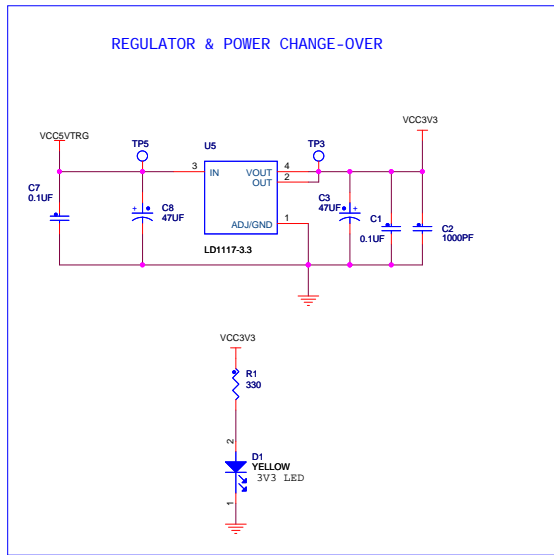 REGULATOR & POWER CHANGE-OVER
VCC5VTRG
TP5
U5
TP3
VCC3V3
3
IN
VOUT
4
OUT
2
C7
0.1UF
C8
47UF
+
ADJ/GND
1
C3
47UF
+
C1
0.1UF
C2
1000PF
LD1117-3.3
VCC3V3
R1
330
2
D1
YELLOW
3V3 LED
1